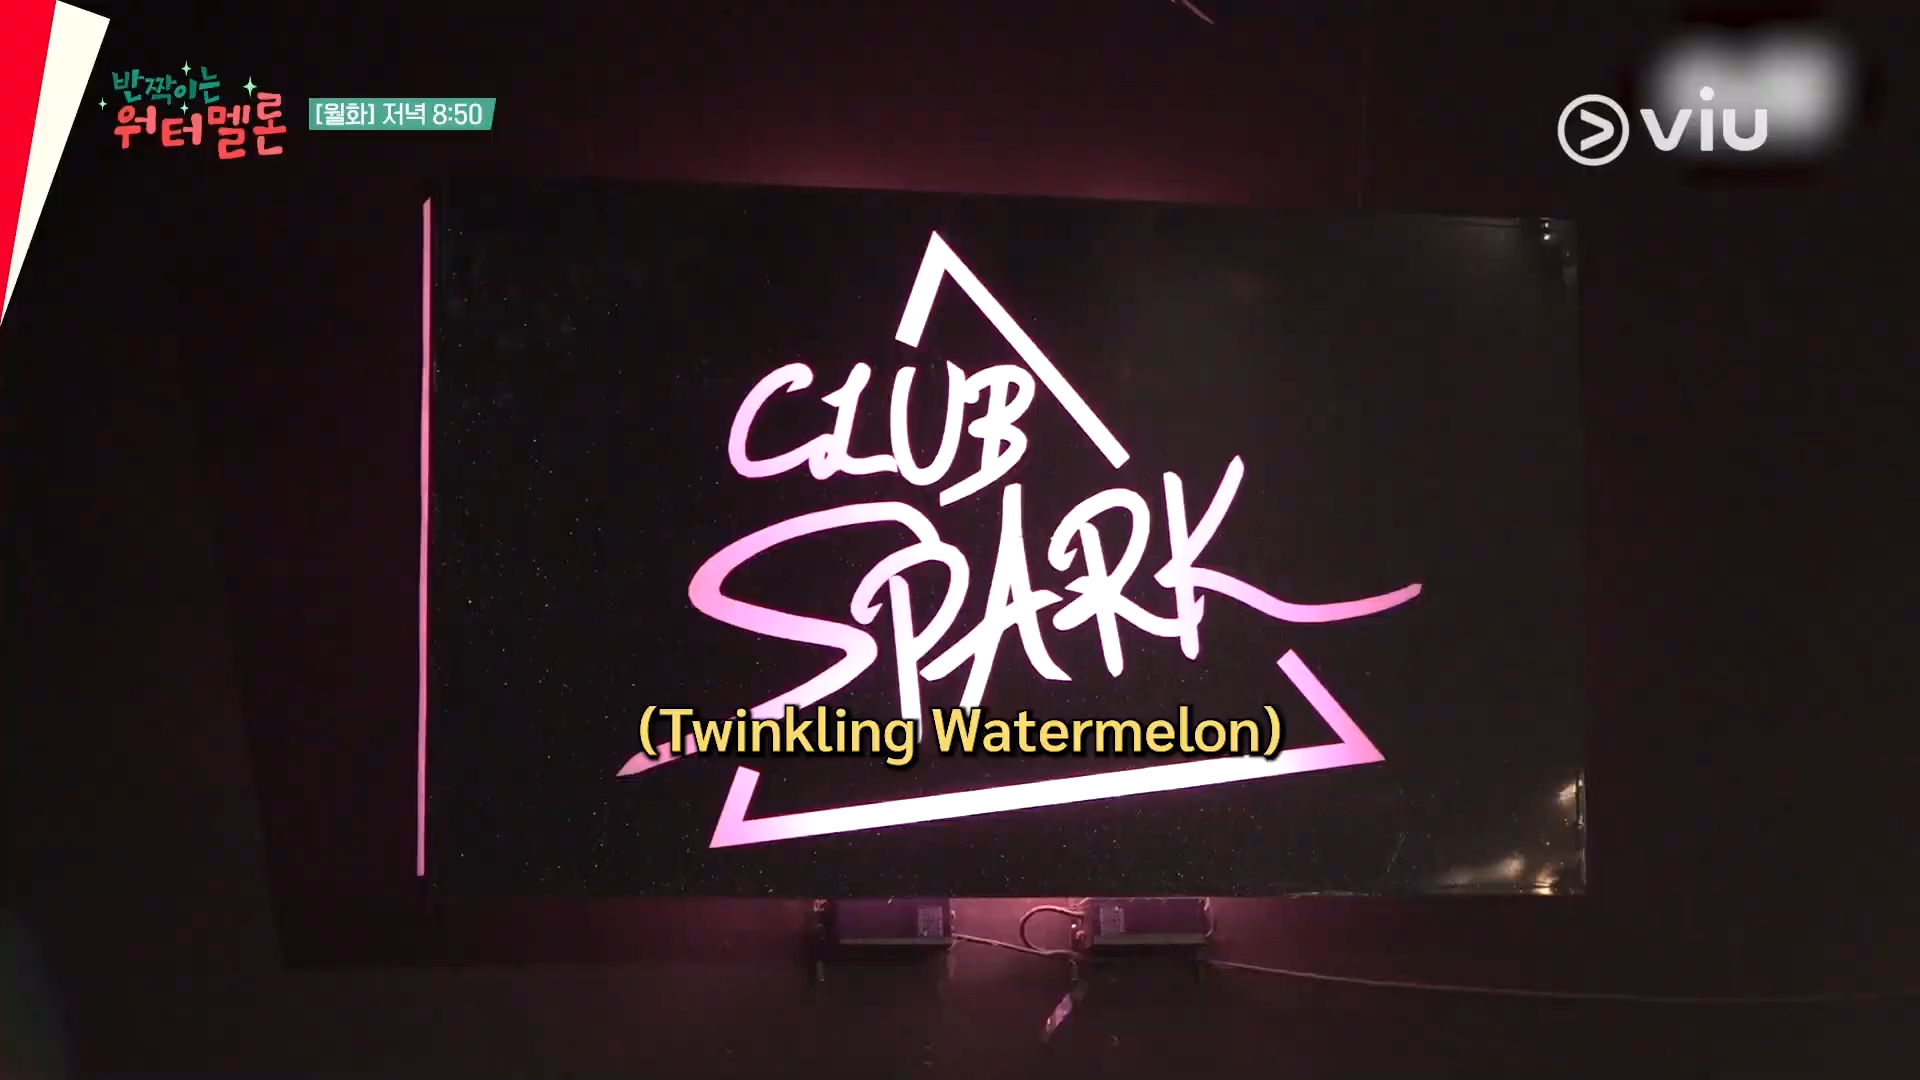 반짝이는
워터멜론
[월화] 저녁 8:50
viu
CLUB
SPARK
(Twinkling Watermelon)